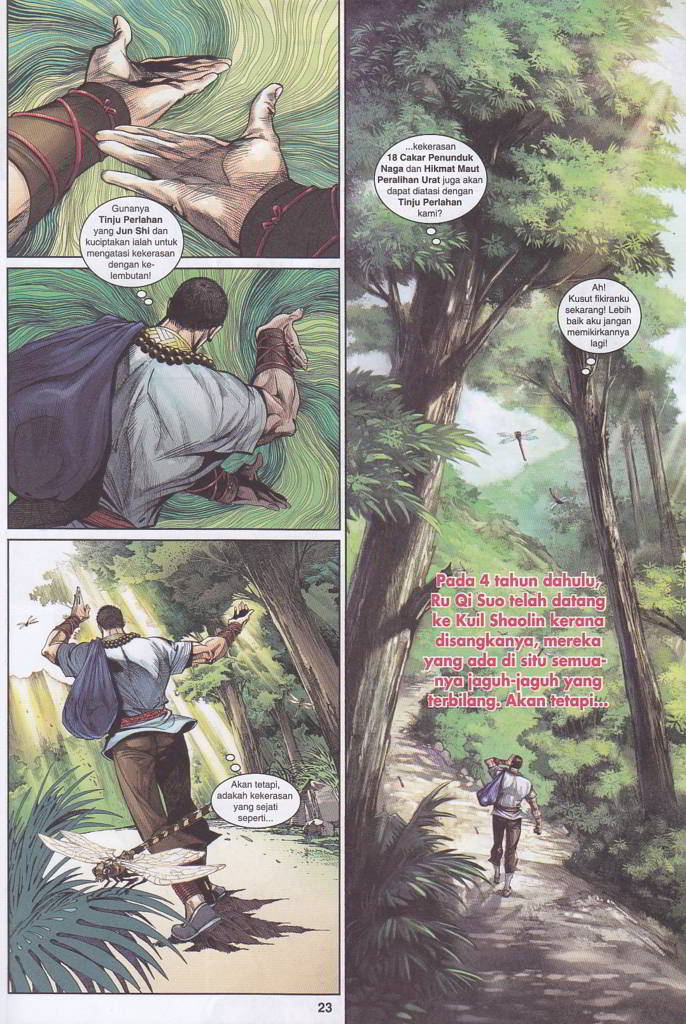 Gunanya
Tinju Perlahan
yang Jun Shi dan
kuciptakan ialah untuk
mengatasi kekerasan
dengan ke-
lembutan!
Akan tetapi,
adakah kekerasan
yang sejati
seperti...
23
...kekerasan
18 Cakar Penunduk
Naga dan Hikmat Maut
Peralihan Urat juga akan
dapat diatasi dengan
Tinju Perlahan
kami?
Ah!
Kusut fikiranku
sekarang! Lebih
baik aku jangan
memikirkannya
lagi!
Pada 4 tahun dahulu,
Ru Qi Suo telah datang
ke Kuil Shaolin kerana
disangkanya, mereka
yang ada di situ semua-
nya jaguh-jaguh yang
terbilang. Akan tetapi...